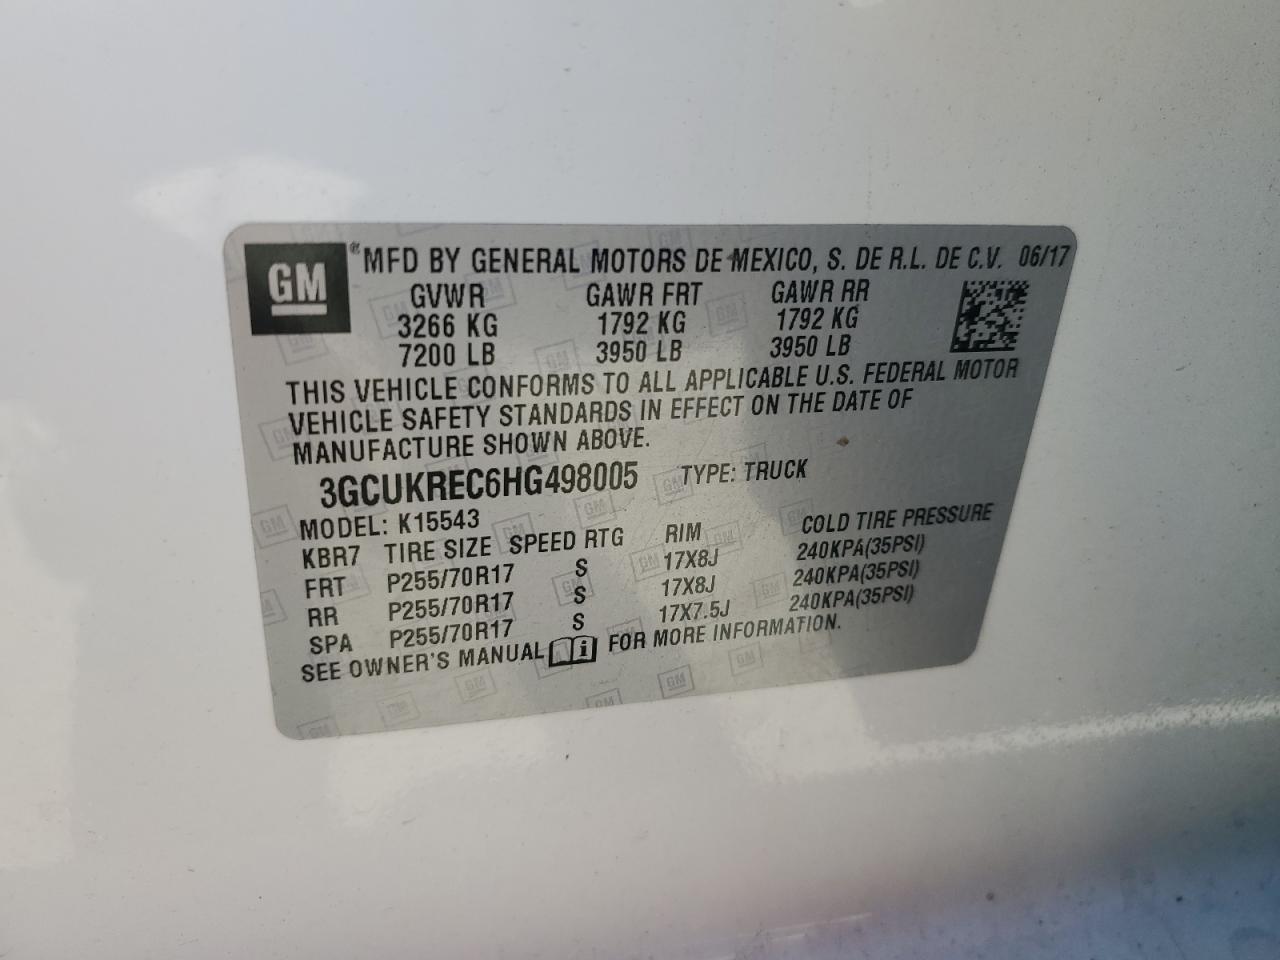 GM ® MFD BY GENERAL MOTORS DE MEXICO, S. DE R.L. DE C.V. 06/17
GVWR GAWR FRT GAWR RR
3266 KG 1792 KG 1792 KG
7200 LB 3950 LB 3950 LB
THIS VEHICLE CONFORMS TO ALL APPLICABLE U.S. FEDERAL MOTOR
VEHICLE SAFETY STANDARDS IN EFFECT ON THE DATE OF
MANUFACTURE SHOWN ABOVE.
3GCUKREC6HG498005 TYPE: TRUCK
MODEL: K15543
KBR7 TIRE SIZE SPEED RTG RIM COLD TIRE PRESSURE
FRT P255/70R17 S 17X8J 240KPA(35PSI)
RR P255/70R17 S 17X8J 240KPA(35PSI)
SPA P255/70R17 S 17X7.5J 240KPA(35PSI)
SEE OWNER'S MANUAL i FOR MORE INFORMATION.